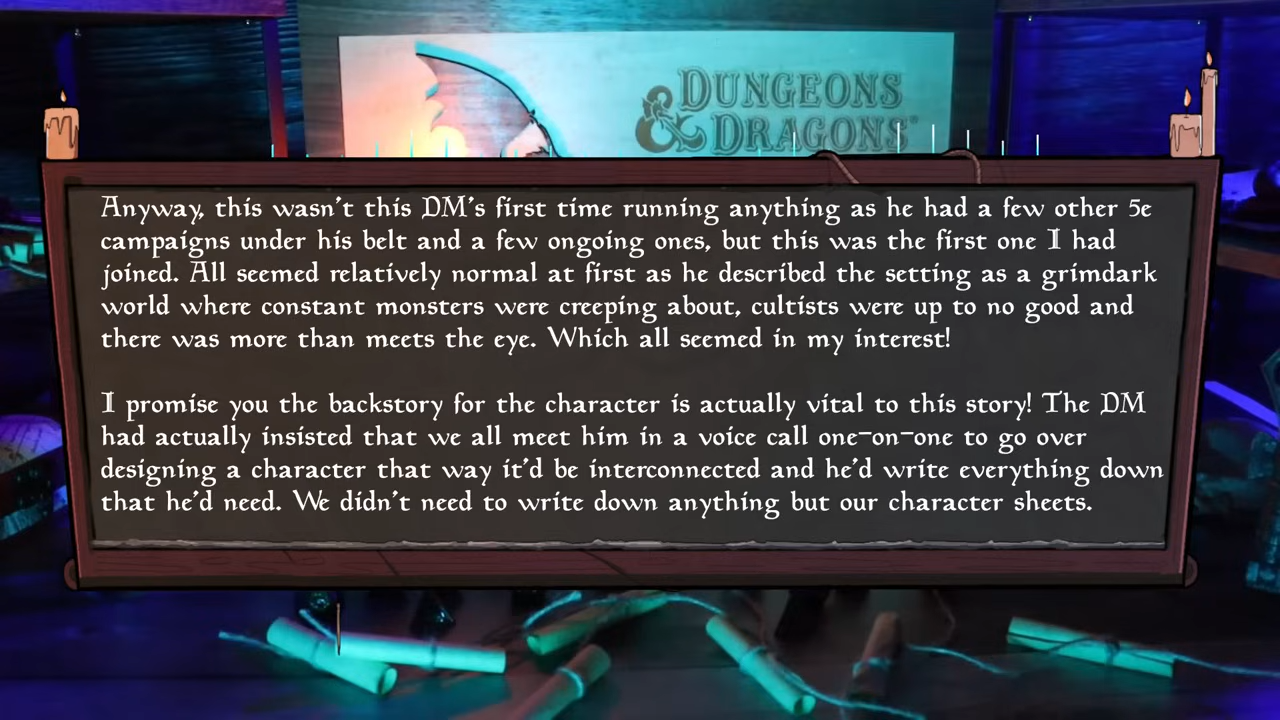 DUNGEONS
& DRAGONS
Anyway, this wasn't this DM's first time running anything as he had a few other 5e
campaigns under his belt and a few ongoing ones, but this was the first one I had
joined. All seemed relatively normal at first as he described the setting as a grimdark
world where constant monsters were creeping about, cultists were up to no good and
there was more than meets the eye. Which all seemed in my interest!
I promise you the backstory for the character is actually vital to this story! The DM
had actually insisted that we all meet him in a voice call one-on-one to go over
designing a character that way it'd be interconnected and he'd write everything down
that he'd need. We didn't need to write down anything but our character sheets.